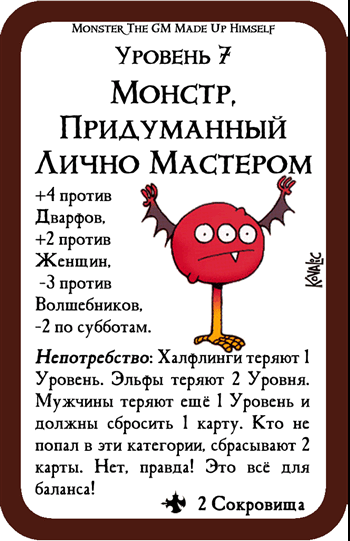 Monster The GM Made Up Himself
Уровень 7
Монстр,
Придуманный
Лично Мастером
+4 против
Дварфов,
+2 против
Женщин,
-3 против
Волшебников,
-2 по субботам.
Kovalic
Непотребство: Халфлинги теряют 1
Уровень. Эльфы теряют 2 Уровня.
Мужчины теряют ещё 1 Уровень и
должны сбросить 1 карту. Кто не
попал в эти категории, сбрасывают 2
карты. Нет, правда! Это всё для
баланса!
2 Сокровища